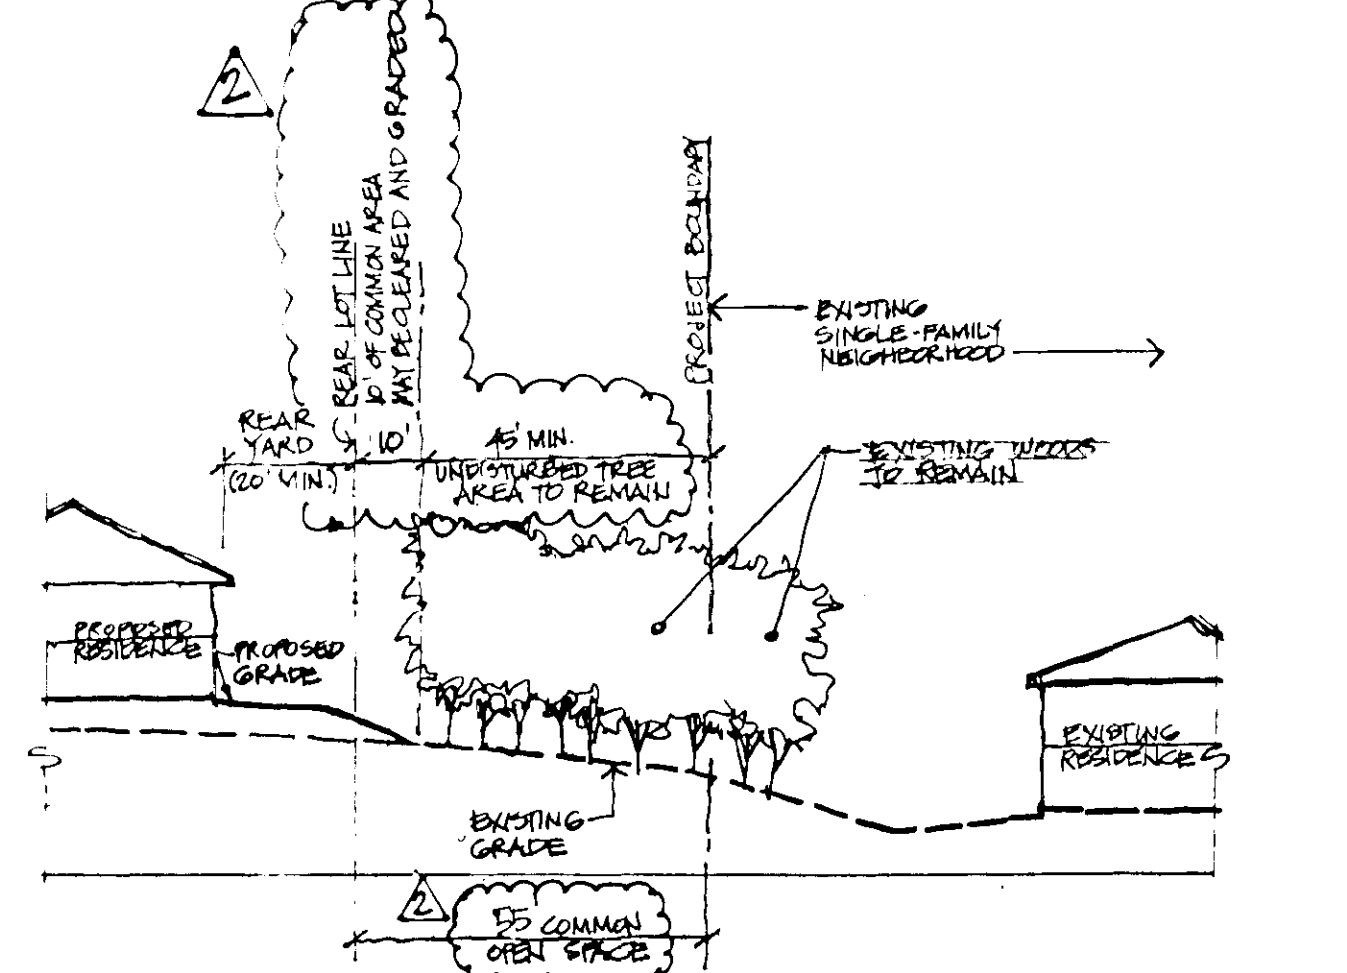 2
REAR LOT LINE
10' OF COMMON AREA
MAY BE CLEARED AND GRADED
PROJECT BOUNDARY
EXISTING
SINGLE-FAMILY
NEIGHBORHOOD
REAR
YARD
(20' MIN.)
10'
45' MIN.
UNDISTURBED TREE
AREA TO REMAIN
EXISTING WOODS
TO REMAIN
PROPOSED
RESIDENCE
PROPOSED
GRADE
EXISTING
RESIDENCE
EXISTING
GRADE
2
55' COMMON
OPEN SPACE